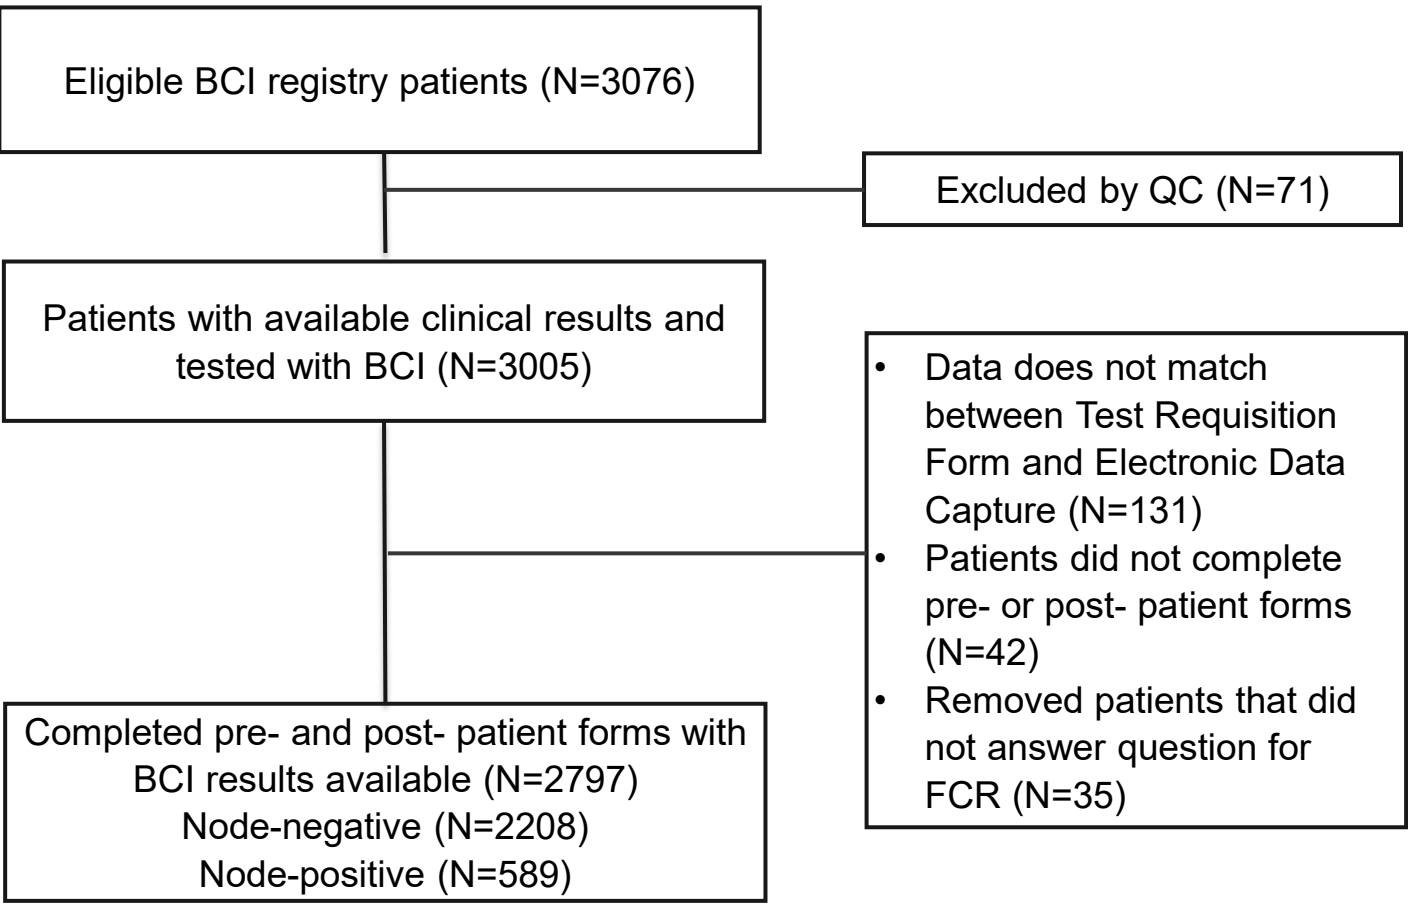 Eligible BCI registry patients (N=3076)
Excluded by QC (N=71)
Patients with available clinical results and
tested with BCI (N=3005)
• Data does not match
between Test Requisition
Form and Electronic Data
Capture (N=131)
• Patients did not complete
pre- or post- patient forms
(N=42)
• Removed patients that did
not answer question for
FCR (N=35)
Completed pre- and post- patient forms with
BCI results available (N=2797)
Node-negative (N=2208)
Node-positive (N=589)